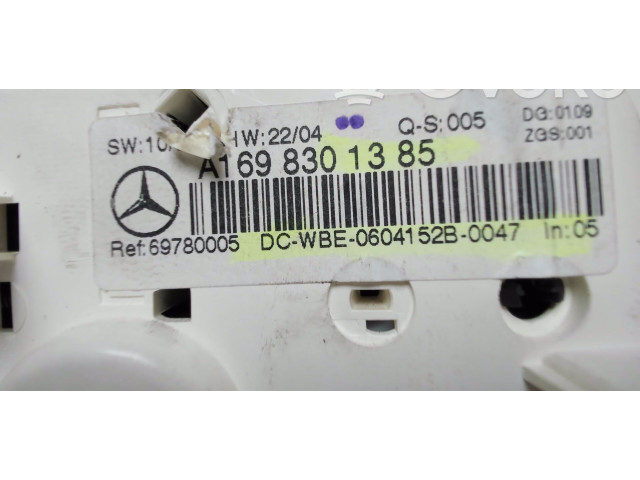 SW:10 HW:22/04 Q-S:005 DG:0109
ZGS:001
A169 830 13 85
Ref:69780005 DC-WBE-0604152B-0047 In:05